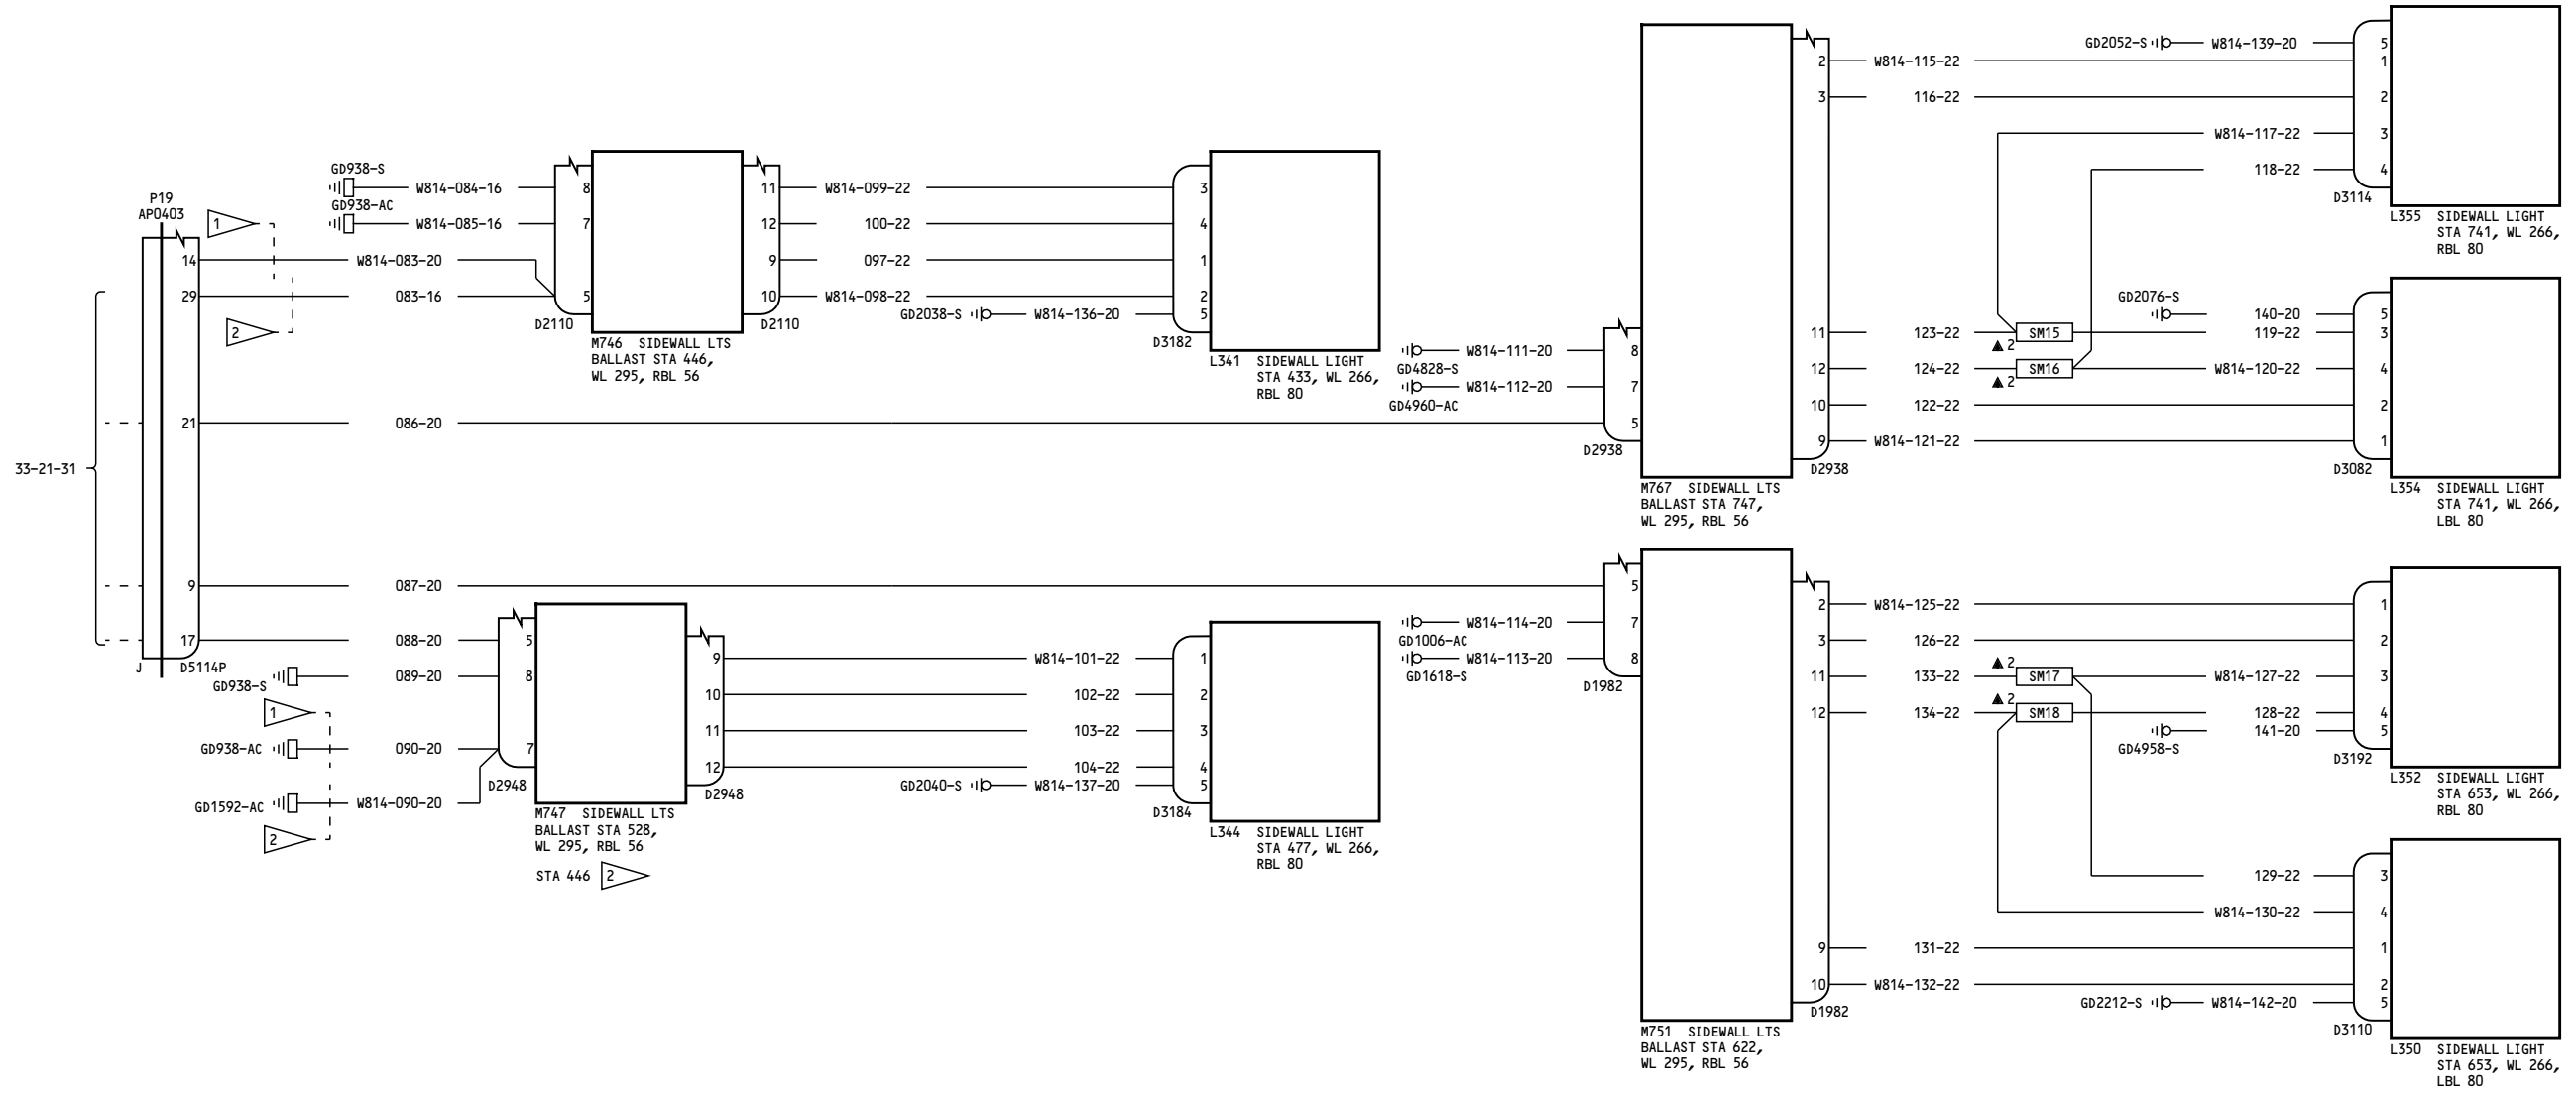 P19
AP0403
1
2
14
29
21
9
17
33-21-31
J
D5114P
GD938-S
W814-084-16
8
GD938-AC
W814-085-16
7
W814-083-20
083-16
5
D2110
M746 SIDEWALL LTS
BALLAST STA 446,
WL 295, RBL 56
11
W814-099-22
3
12
100-22
4
9
097-22
1
10
W814-098-22
2
GD2038-S
W814-136-20
5
D2110
D3182
L341 SIDEWALL LIGHT
STA 433, WL 266,
RBL 80
086-20
087-20
088-20
5
GD938-S
089-20
8
1
GD938-AC
090-20
7
GD1592-AC
W814-090-20
2
D2948
M747 SIDEWALL LTS
BALLAST STA 528,
WL 295, RBL 56
STA 446 2
9
W814-101-22
1
10
102-22
2
11
103-22
3
12
104-22
4
GD2040-S
W814-137-20
5
D2948
D3184
L344 SIDEWALL LIGHT
STA 477, WL 266,
RBL 80
W814-111-20
8
GD4828-S
W814-112-20
7
GD4960-AC
5
D2938
M767 SIDEWALL LTS
BALLAST STA 747,
WL 295, RBL 56
GD2052-S
W814-139-20
5
2
W814-115-22
1
3
116-22
2
W814-117-22
3
118-22
4
D3114
L355 SIDEWALL LIGHT
STA 741, WL 266,
RBL 80
GD2076-S
140-20
5
11
123-22
SM15
119-22
3
▲ 2
12
124-22
SM16
W814-120-22
4
▲ 2
10
122-22
2
9
W814-121-22
1
D2938
D3082
L354 SIDEWALL LIGHT
STA 741, WL 266,
LBL 80
5
W814-114-20
7
GD1006-AC
W814-113-20
8
GD1618-S
D1982
M751 SIDEWALL LTS
BALLAST STA 622,
WL 295, RBL 56
2
W814-125-22
1
3
126-22
2
▲ 2
11
133-22
SM17
W814-127-22
3
▲ 2
12
134-22
SM18
128-22
4
GD4958-S
141-20
5
D3192
L352 SIDEWALL LIGHT
STA 653, WL 266,
RBL 80
129-22
3
W814-130-22
4
9
131-22
1
10
W814-132-22
2
GD2212-S
W814-142-20
5
D1982
D3110
L350 SIDEWALL LIGHT
STA 653, WL 266,
LBL 80